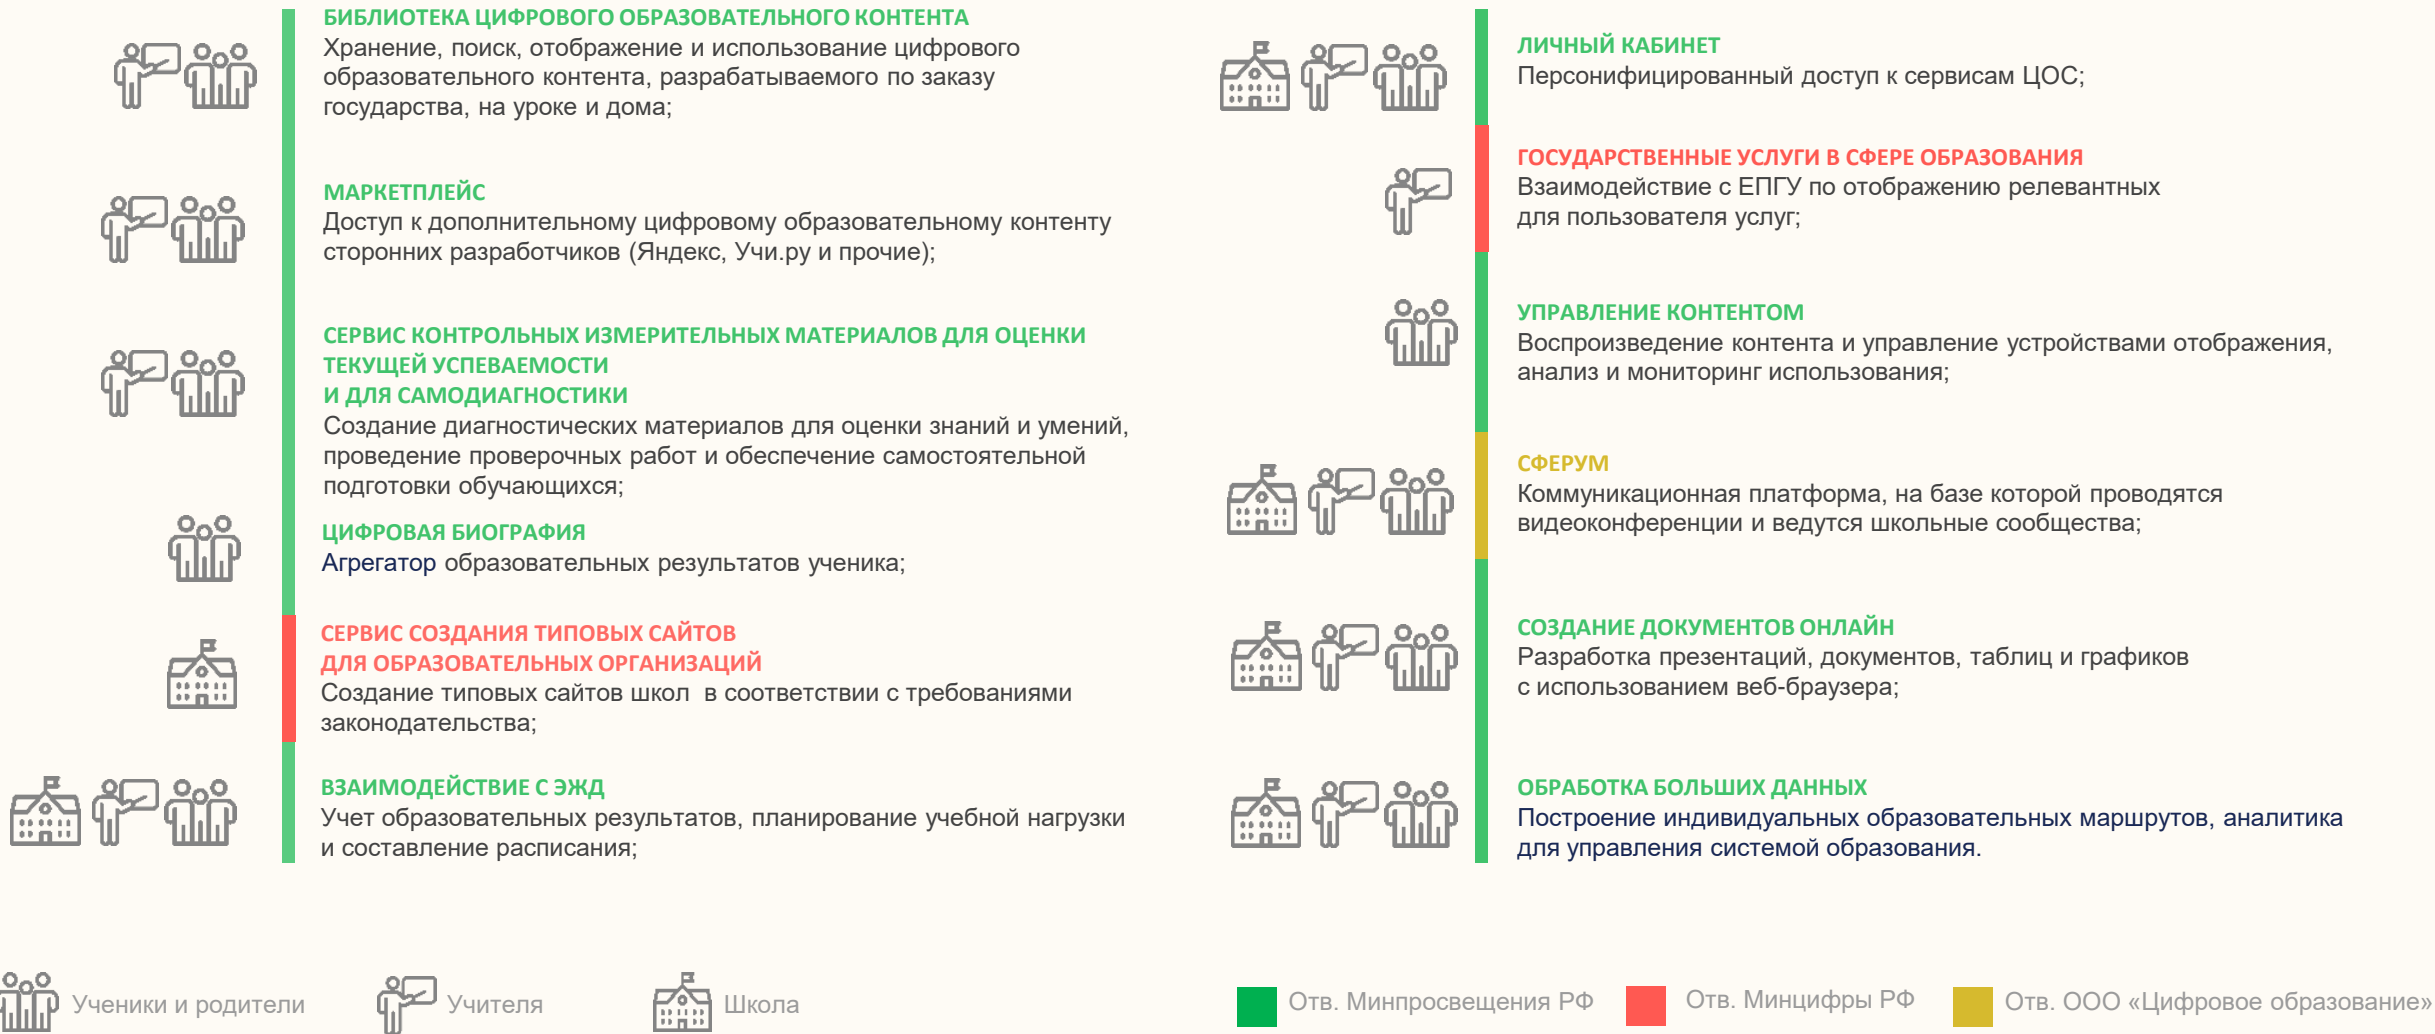 БИБЛИОТЕКА ЦИФРОВОГО ОБРАЗОВАТЕЛЬНОГО КОНТЕНТА
Хранение, поиск, отображение и использование цифрового
образовательного контента, разрабатываемого по заказу
государства, на уроке и дома;
МАРКЕТПЛЕЙС
Доступ к дополнительному цифровому образовательному контенту
сторонних разработчиков (Яндекс, Учи.ру и прочие);
СЕРВИС КОНТРОЛЬНЫХ ИЗМЕРИТЕЛЬНЫХ МАТЕРИАЛОВ ДЛЯ ОЦЕНКИ
ТЕКУЩЕЙ УСПЕВАЕМОСТИ
И ДЛЯ САМОДИАГНОСТИКИ
Создание диагностических материалов для оценки знаний и умений,
проведение проверочных работ и обеспечение самостоятельной
подготовки обучающихся;
ЦИФРОВАЯ БИОГРАФИЯ
Агрегатор образовательных результатов ученика;
СЕРВИС СОЗДАНИЯ ТИПОВЫХ САЙТОВ
ДЛЯ ОБРАЗОВАТЕЛЬНЫХ ОРГАНИЗАЦИЙ
Создание типовых сайтов школ в соответствии с требованиями
законодательства;
ВЗАИМОДЕЙСТВИЕ С ЭЖД
Учет образовательных результатов, планирование учебной нагрузки
и составление расписания;
ЛИЧНЫЙ КАБИНЕТ
Персонифицированный доступ к сервисам ЦОС;
ГОСУДАРСТВЕННЫЕ УСЛУГИ В СФЕРЕ ОБРАЗОВАНИЯ
Взаимодействие с ЕПГУ по отображению релевантных
для пользователя услуг;
УПРАВЛЕНИЕ КОНТЕНТОМ
Воспроизведение контента и управление устройствами отображения,
анализ и мониторинг использования;
СФЕРУМ
Коммуникационная платформа, на базе которой проводятся
видеоконференции и ведутся школьные сообщества;
СОЗДАНИЕ ДОКУМЕНТОВ ОНЛАЙН
Разработка презентаций, документов, таблиц и графиков
с использованием веб-браузера;
ОБРАБОТКА БОЛЬШИХ ДАННЫХ
Построение индивидуальных образовательных маршрутов, аналитика
для управления системой образования.
Ученики и родители
Учителя
Школа
Отв. Минпросвещения РФ
Отв. Минцифры РФ
Отв. ООО «Цифровое образование»